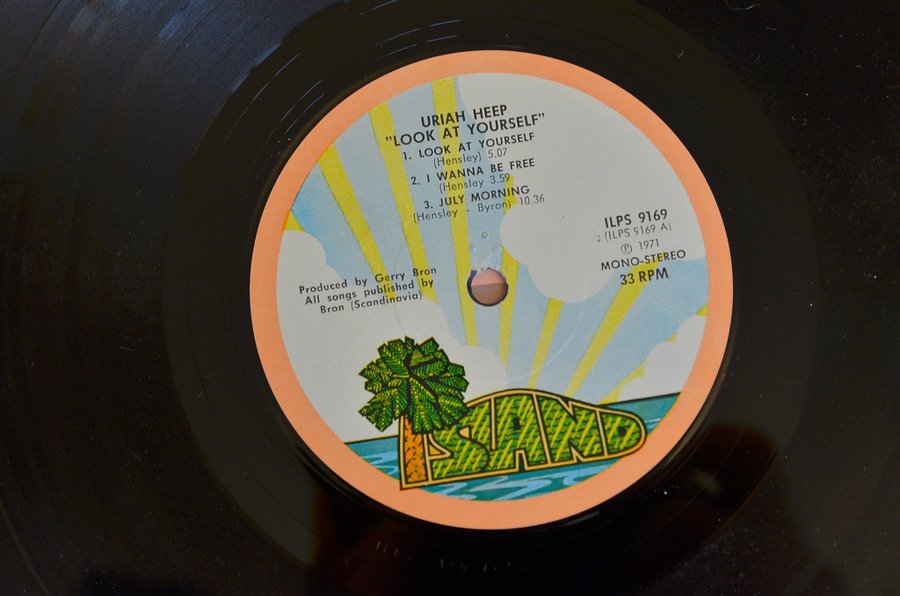 URIAH HEEP
"LOOK AT YOURSELF"
1. LOOK AT YOURSELF
(Hensley) 5.07
2. I WANNA BE FREE
(Hensley 3.59
3. JULY MORNING
(Hensley - Byron) 10.36
ILPS 9169
(ILPS 9169 A)
Ⓟ 1971
MONO-STEREO
33 RPM
Produced by Gerry Bron
All songs published by
Bron (Scandinavia)
ISLAND